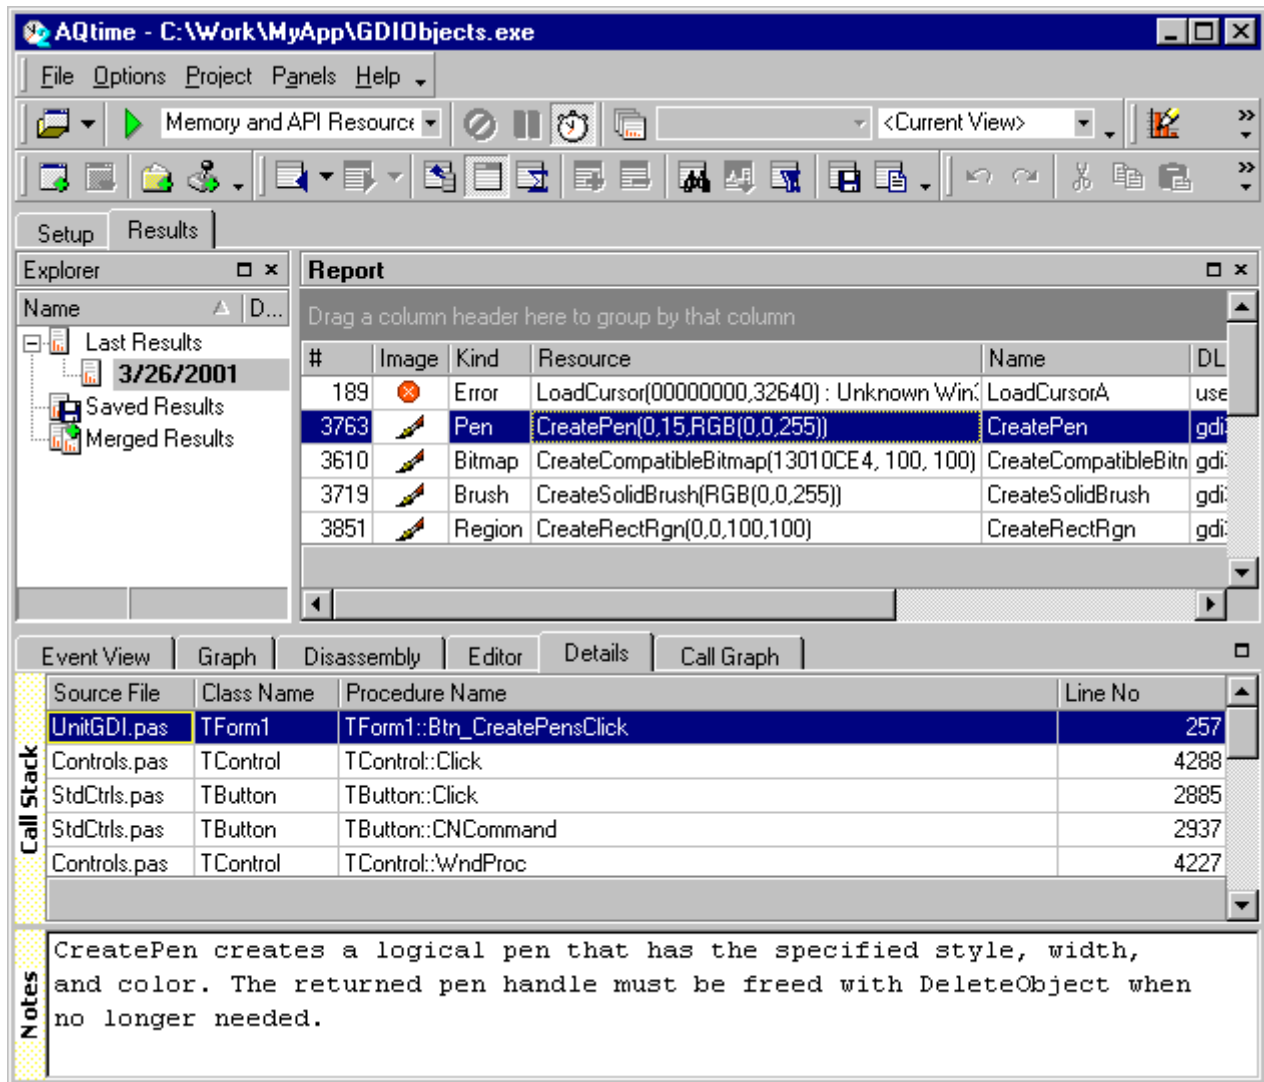 AQtime - C:\Work\MyApp\GDIObjects.exe
File Options Project Panels Help
Memory and API Resource <Current View>
Setup Results
Explorer
Report
Name D...
Drag a column header here to group by that column
Last Results
3/26/2001
Saved Results
Merged Results
# Image Kind Resource Name DL
189 Error LoadCursor(00000000,32640) : Unknown Win LoadCursorA use
3763 Pen CreatePen(0,15,RGB(0,0,255)) CreatePen gdi
3610 Bitmap CreateCompatibleBitmap(13010CE4, 100, 100) CreateCompatibleBitn gdi
3719 Brush CreateSolidBrush(RGB(0,0,255)) CreateSolidBrush gdi
3851 Region CreateRectRgn(0,0,100,100) CreateRectRgn gdi
Event View Graph Disassembly Editor Details Call Graph
Call Stack
Source File Class Name Procedure Name Line No
UnitGDI.pas TForm1 TForm1::Btn_CreatePensClick 257
Controls.pas TControl TControl::Click 4288
StdCtrls.pas TButton TButton::Click 2885
StdCtrls.pas TButton TButton::CNCommand 2937
Controls.pas TControl TControl::WndProc 4227
Notes
CreatePen creates a logical pen that has the specified style, width,
and color. The returned pen handle must be freed with DeleteObject when
no longer needed.